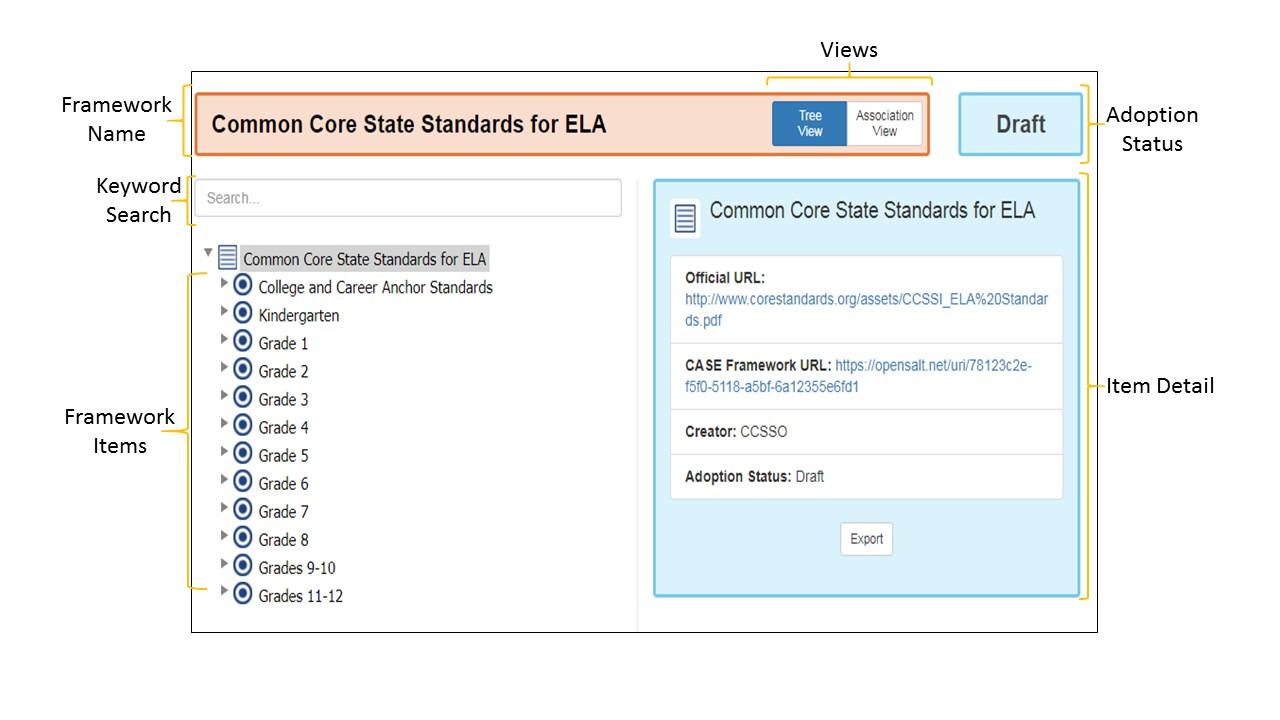 Views
Framework
Name
Common Core State Standards for ELA
Tree
View
Association
View
Draft
Adoption
Status
Keyword
Search
Search...
Common Core State Standards for ELA
College and Career Anchor Standards
Kindergarten
Grade 1
Grade 2
Grade 3
Grade 4
Grade 5
Grade 6
Grade 7
Grade 8
Grades 9-10
Grades 11-12
Framework
Items
Common Core State Standards for ELA
Official URL:
http://www.corestandards.org/assets/CCSSI_ELA%20Standar
ds.pdf
CASE Framework URL: https://opensalt.net/uri/78123c2e-
f5f0-5118-a5bf-6a12355e6fd1
Creator: CCSSO
Adoption Status: Draft
Export
Item Detail